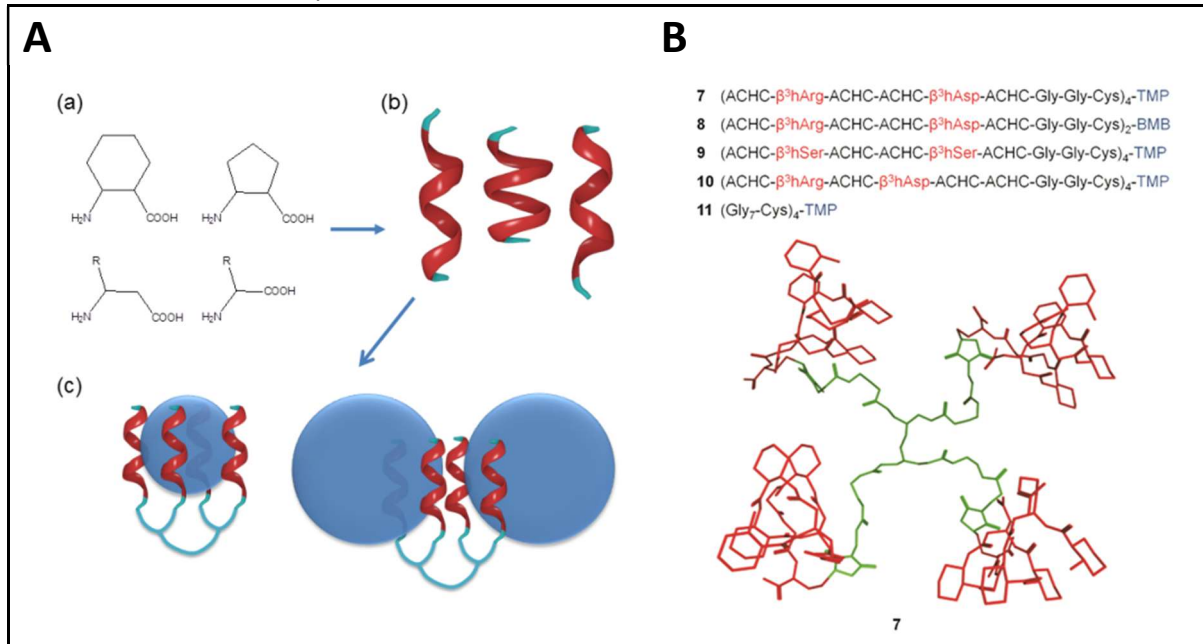 A
B
(a)
(b)
H₂N
COOH
H₂N
COOH
R
H₂N
COOH
R
H₂N
COOH
(c)
7 (ACHC-β³hArg-ACHC-ACHC-β³hAsp-ACHC-Gly-Gly-Cys)₄-TMP
8 (ACHC-β³hArg-ACHC-ACHC-β³hAsp-ACHC-Gly-Gly-Cys)₂-BMB
9 (ACHC-β³hSer-ACHC-ACHC-β³hSer-ACHC-Gly-Gly-Cys)₄-TMP
10 (ACHC-β³hArg-ACHC-β³hAsp-ACHC-ACHC-Gly-Gly-Cys)₄-TMP
11 (Gly₇-Cys)₄-TMP
7